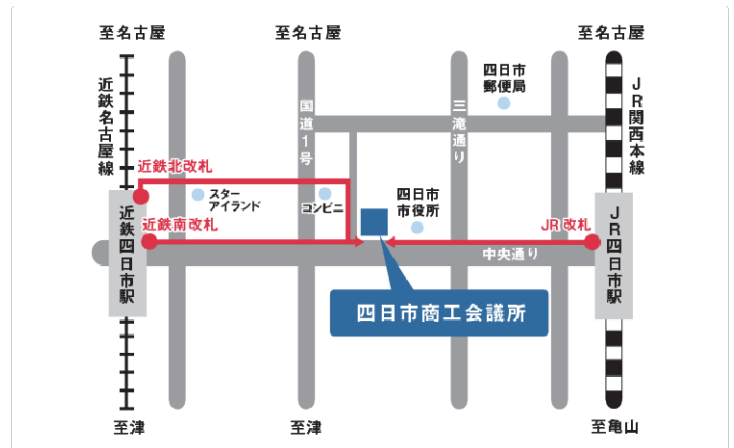 至名古屋
至名古屋
至名古屋
近鉄名古屋線
国道1号
三滝通り
四日市
郵便局
JR関西本線
近鉄北改札
スター
アイランド
コンビニ
四日市
市役所
近鉄南改札
JR改札
近鉄四日市駅
中央通り
JR四日市駅
四日市商工会議所
至津
至津
至亀山